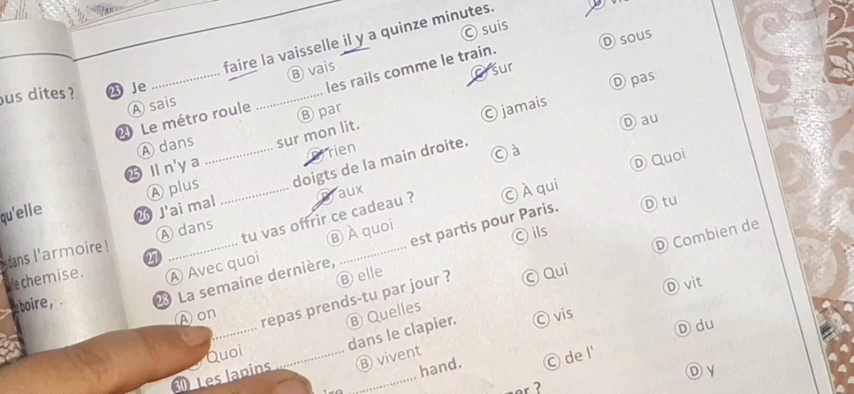 ous dites ?
qu'elle
dans l'armoire !
chemise.
boire, .
23 Je ............ faire la vaisselle il y a quinze minutes.
A sais B vais C suis
24 Le métro roule ............ les rails comme le train.
A dans B par C sur D sous
25 Il n'y a ............ sur mon lit.
A plus B rien C jamais D pas
26 J'ai mal ............ doigts de la main droite.
A dans B aux C à D au
27 ............ tu vas offrir ce cadeau ?
A Avec quoi B À quoi C À qui D Quoi
28 La semaine dernière, ............ est partis pour Paris.
A on B elle C ils D tu
............ repas prends-tu par jour ?
Quoi B Quelles C Qui D Combien de
30 Les lapins ............ dans le clapier.
B vivent C vis D vit
............ hand.
C de l' D du
?
D y